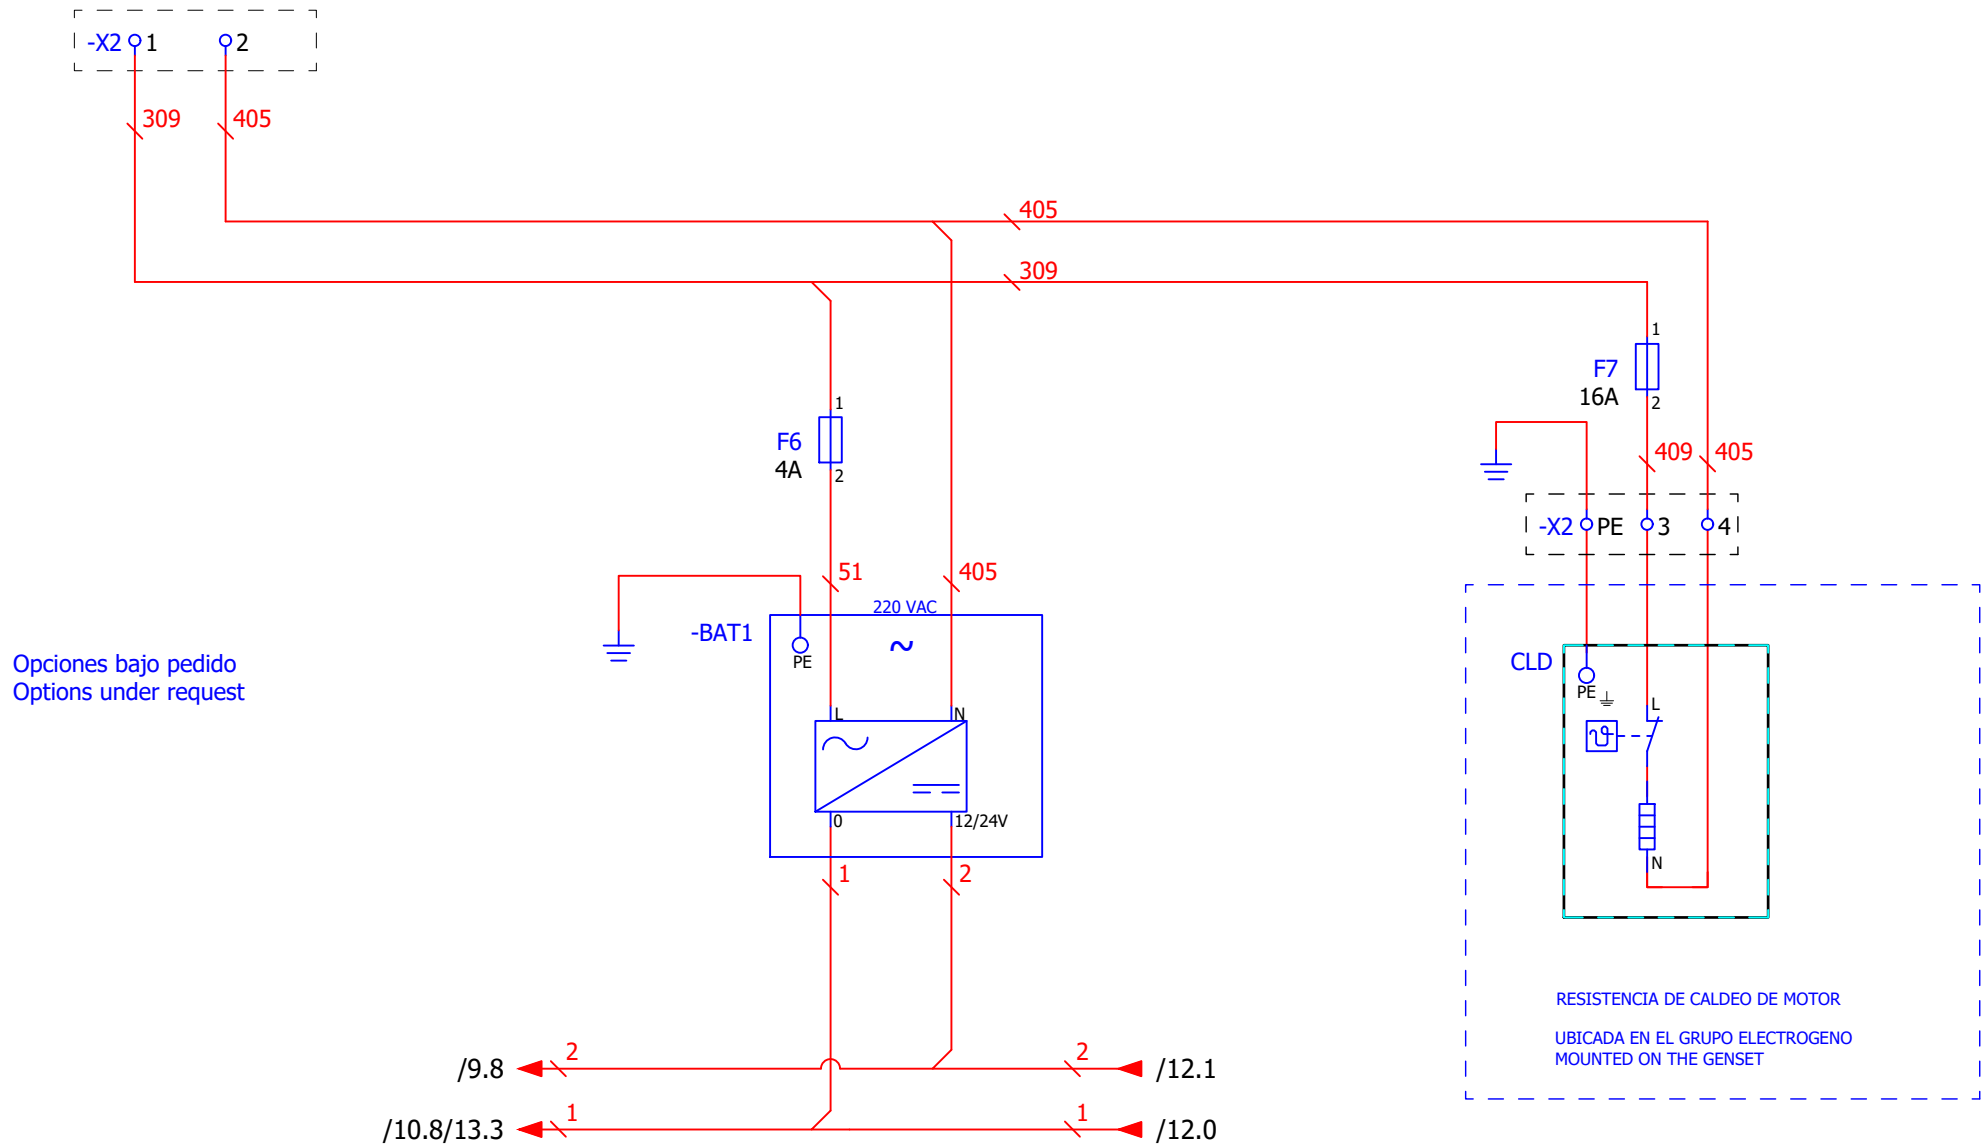 -X2 1 2
309 405
405
309
1
F7
16A
2
1
F6
4A
2
409 405
-X2 PE 3 4
51 405
220 VAC
-BAT1
~
PE
Opciones bajo pedido
Options under request
CLD
PE
L
ϑ
N
L N
0 12/24V
1 2
RESISTENCIA DE CALDEO DE MOTOR
UBICADA EN EL GRUPO ELECTROGENO
MOUNTED ON THE GENSET
/9.8 2 2 /12.1
/10.8/13.3 1 1 /12.0